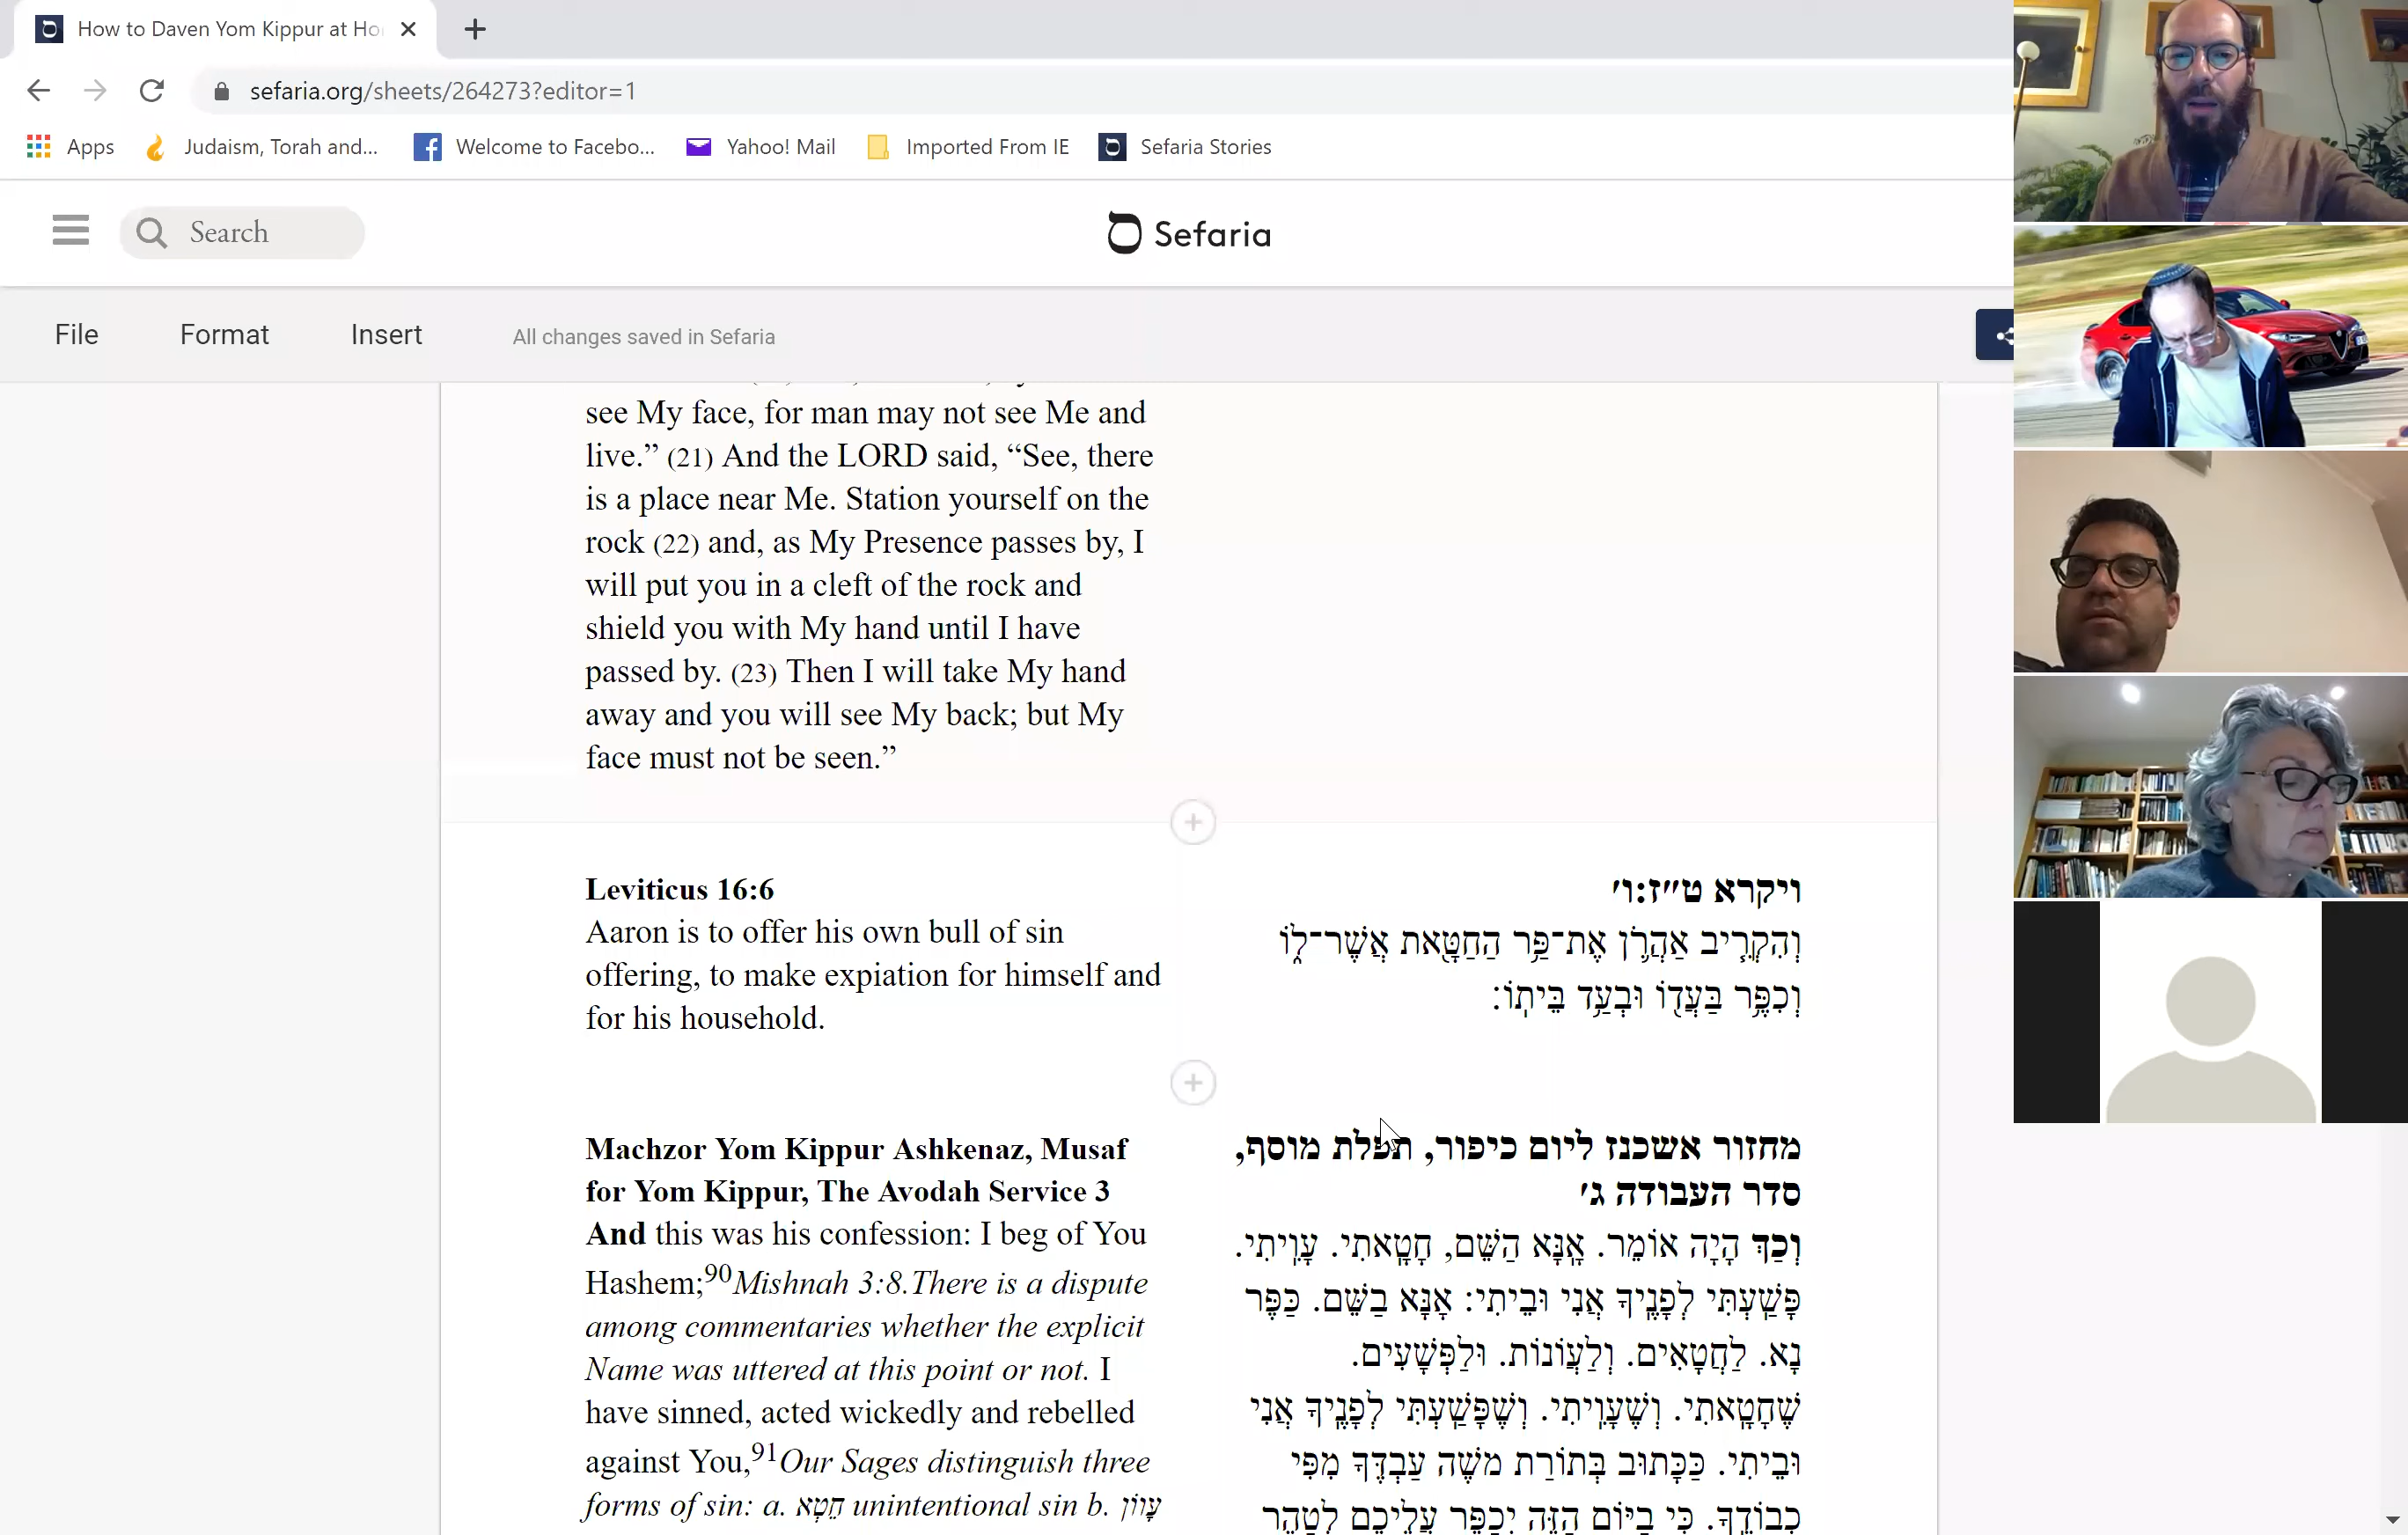 How to Daven Yom Kippur at Ho
sefaria.org/sheets/264273?editor=1
Apps
Judaism, Torah and...
Welcome to Facebo...
Yahoo! Mail
Imported From IE
Sefaria Stories
Search
Sefaria
File
Format
Insert
All changes saved in Sefaria
see My face, for man may not see Me and
live.” (21) And the LORD said, “See, there
is a place near Me. Station yourself on the
rock (22) and, as My Presence passes by, I
will put you in a cleft of the rock and
shield you with My hand until I have
passed by. (23) Then I will take My hand
away and you will see My back; but My
face must not be seen.”
Leviticus 16:6
Aaron is to offer his own bull of sin
offering, to make expiation for himself and
for his household.
ויקרא ט״ז:ו׳
וְהִקְרִ֧יב אַהֲרֹ֛ן אֶת־פַּ֥ר הַחַטָּ֖את אֲשֶׁר־ל֑וֹ
וְכִפֶּ֥ר בַּעֲד֖וֹ וּבְעַ֥ד בֵּיתֽוֹ׃
Machzor Yom Kippur Ashkenaz, Musaf
for Yom Kippur, The Avodah Service 3
And this was his confession: I beg of You
Hashem;90Mishnah 3:8.There is a dispute
among commentaries whether the explicit
Name was uttered at this point or not. I
have sinned, acted wickedly and rebelled
against You,91Our Sages distinguish three
forms of sin: a. חֵטְא unintentional sin b. עָווֹן
מחזור אשכנז ליום כיפור, תפלת מוסף,
סדר העבודה ג׳
וְכַךְ הָיָה אוֹמֵר. אָנָּא הַשֵּׁם, חָטָאתִי. עָוִיתִי.
פָּשַׁעְתִּי לְפָנֶיךָ אֲנִי וּבֵיתִי: אָנָּא בַשֵּׁם. כַּפֶּר
נָא. לַחֲטָאִים. וְלַעֲוֹנוֹת. וְלַפְּשָׁעִים.
שֶׁחָטָאתִי. וְשֶׁעָוִיתִי. וְשֶׁפָּשַׁעְתִּי לְפָנֶיךָ אֲנִי
וּבֵיתִי. כַּכָּתוּב בְּתוֹרַת משֶׁה עַבְדֶּךָ מִפִּי
כְבוֹדֶךָ. כִּי בַיּוֹם הַזֶּה יְכַפֵּר עֲלֵיכֶם לְטַהֵר